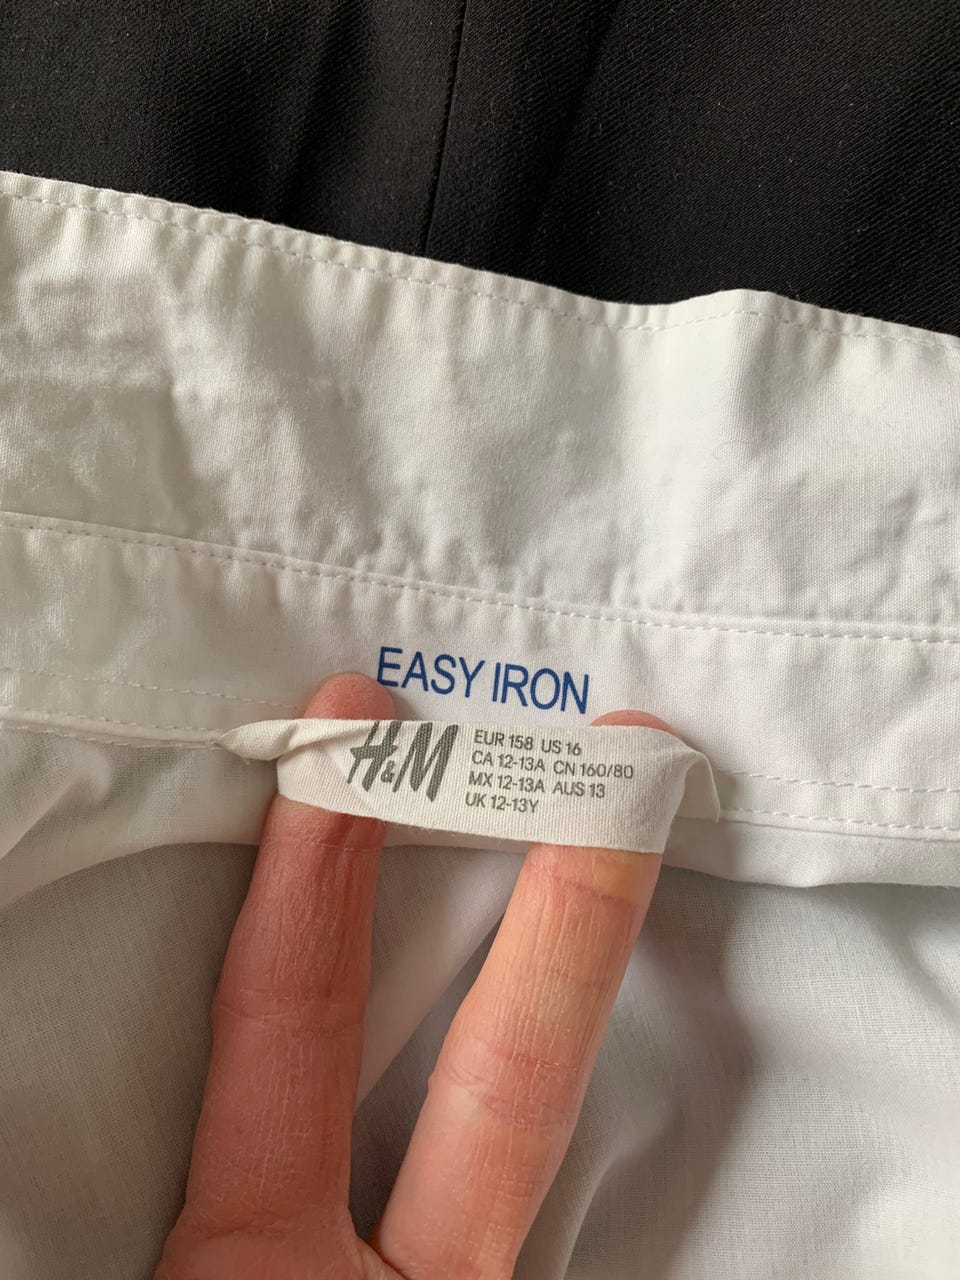 EASY IRON
H&M
EUR 158 US 16
CA 12-13A CN 160/80
MX 12-13A AUS 13
UK 12-13Y